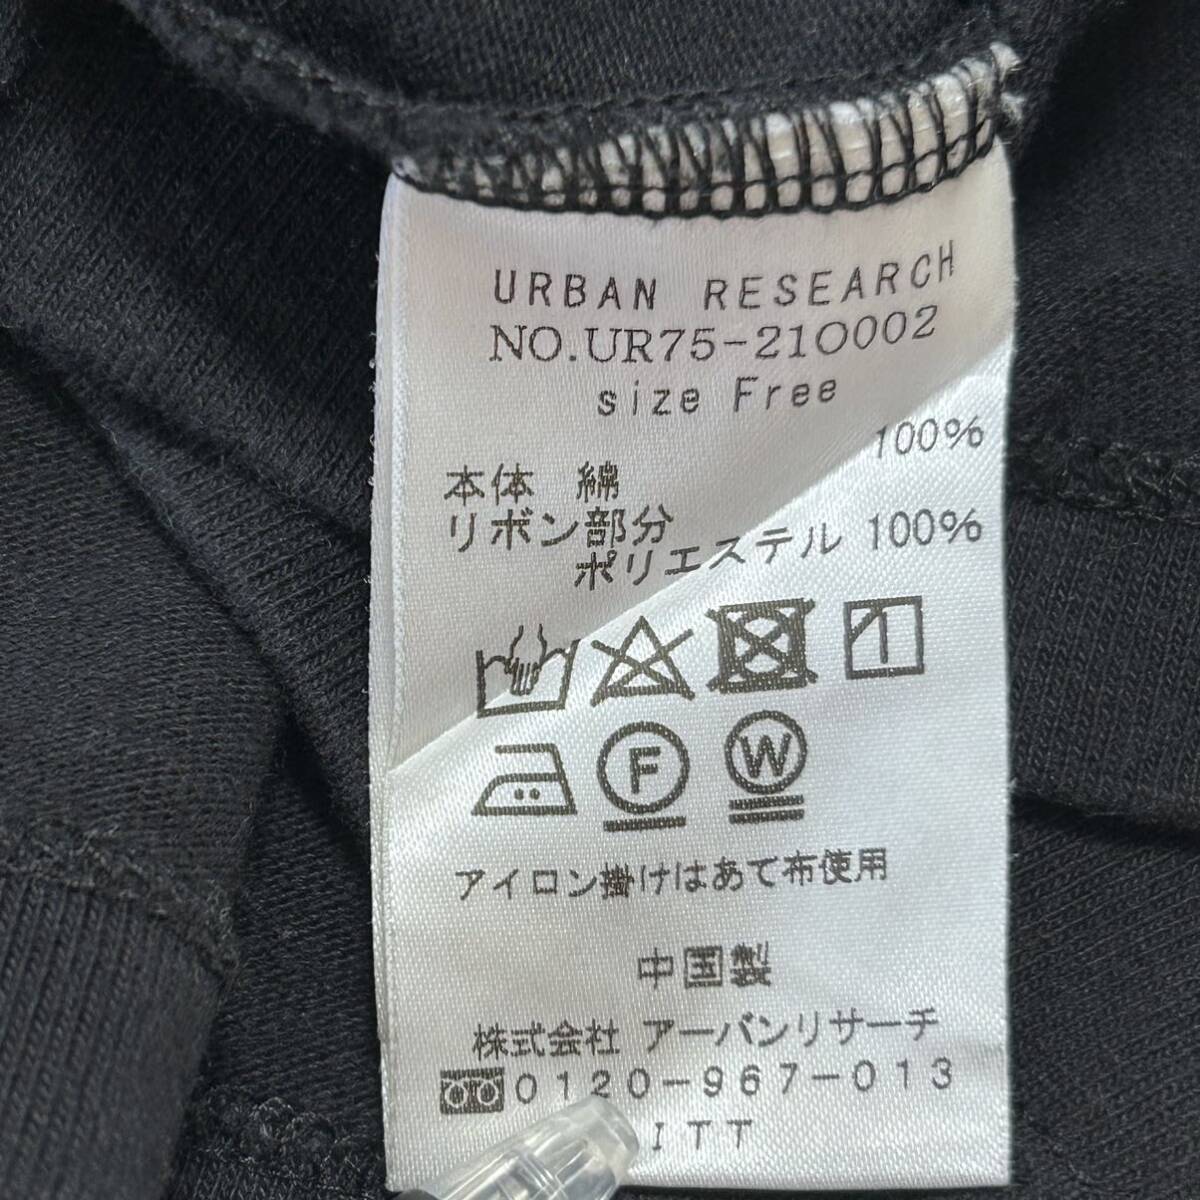 URBAN RESEARCH
NO.UR75-21O002
size Free
本体 綿 100%
リボン部分
ポリエステル 100%
F W
アイロン掛けはあて布使用
中国製
株式会社 アーバンリサーチ
0120-967-013
ITT